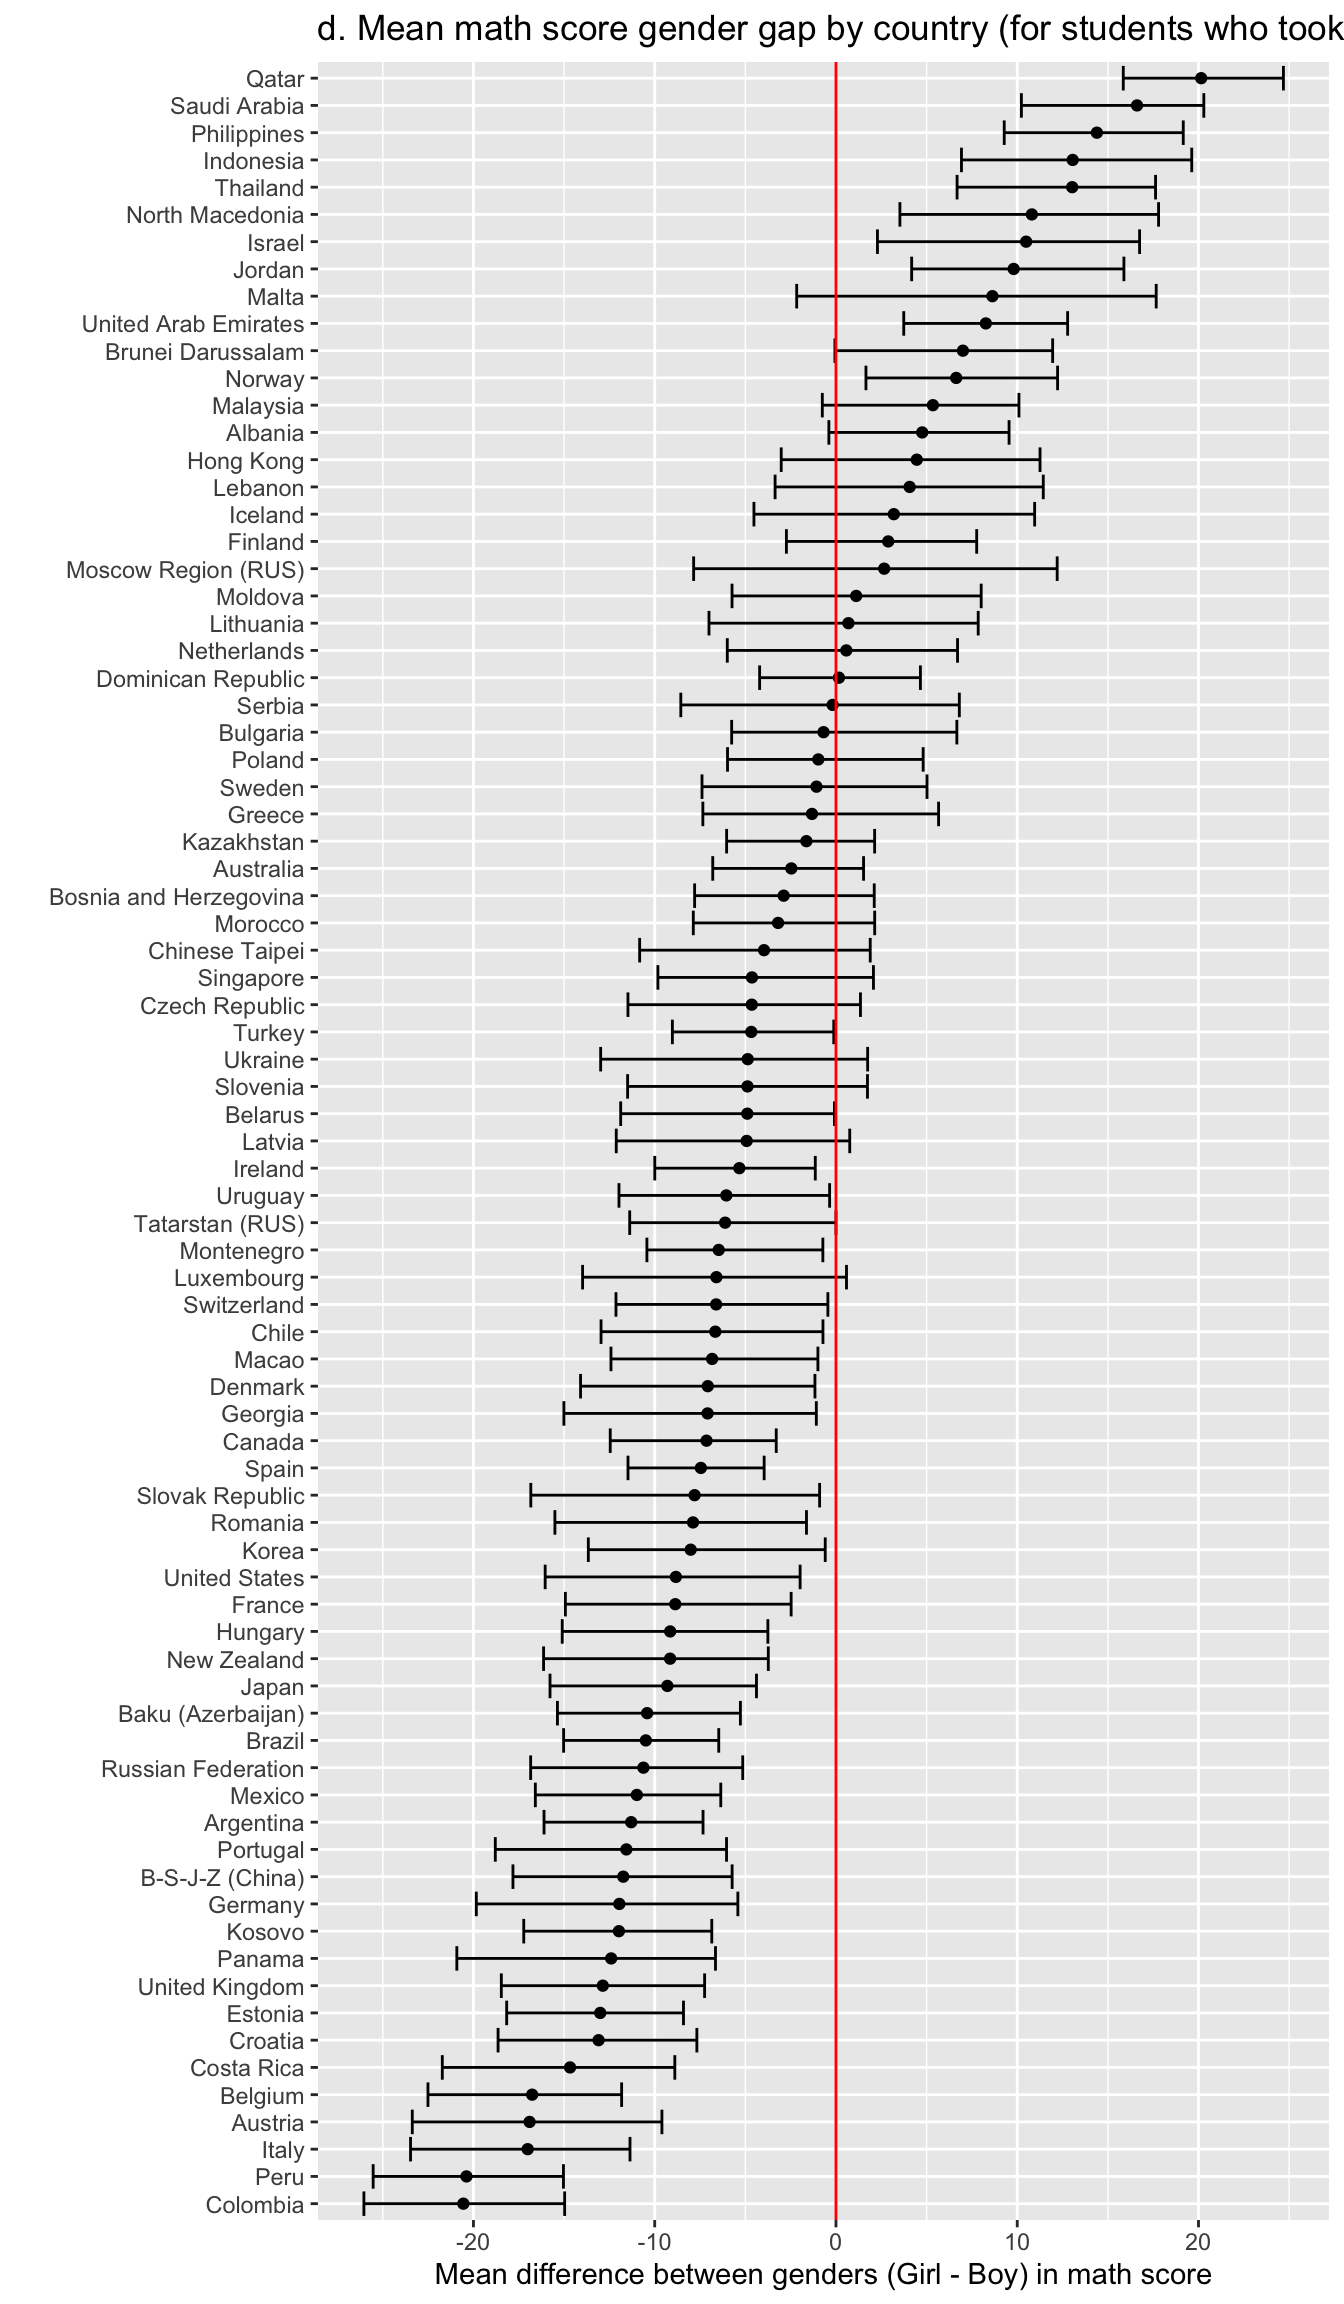 d. Mean math score gender gap by country (for students who took
Qatar
Saudi Arabia
Philippines
Indonesia
Thailand
North Macedonia
Israel
Jordan
Malta
United Arab Emirates
Brunei Darussalam
Norway
Malaysia
Albania
Hong Kong
Lebanon
Iceland
Finland
Moscow Region (RUS)
Moldova
Lithuania
Netherlands
Dominican Republic
Serbia
Bulgaria
Poland
Sweden
Greece
Kazakhstan
Australia
Bosnia and Herzegovina
Morocco
Chinese Taipei
Singapore
Czech Republic
Turkey
Ukraine
Slovenia
Belarus
Latvia
Ireland
Uruguay
Tatarstan (RUS)
Montenegro
Luxembourg
Switzerland
Chile
Macao
Denmark
Georgia
Canada
Spain
Slovak Republic
Romania
Korea
United States
France
Hungary
New Zealand
Japan
Baku (Azerbaijan)
Brazil
Russian Federation
Mexico
Argentina
Portugal
B-S-J-Z (China)
Germany
Kosovo
Panama
United Kingdom
Estonia
Croatia
Costa Rica
Belgium
Austria
Italy
Peru
Colombia
-20 -10 0 10 20
Mean difference between genders (Girl - Boy) in math score